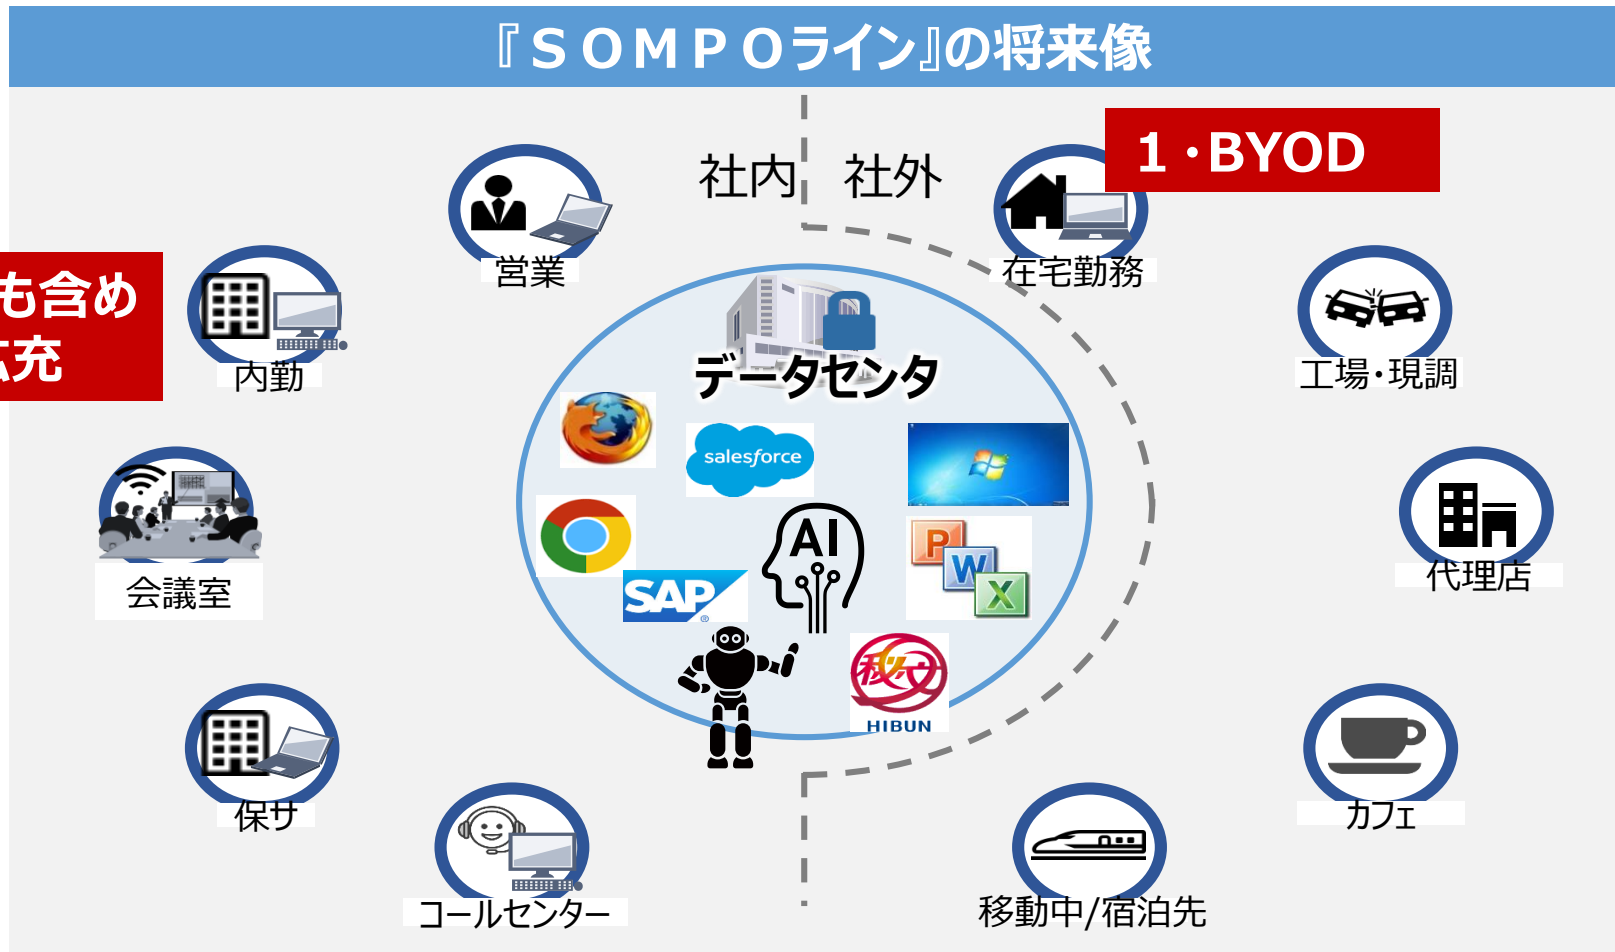 『ＳＯＭＰＯライン』の将来像
社内
社外
1・BYOD
営業
在宅勤務
も含め
拡充
内勤
工場・現調
データセンタ
salesforce
AI
P
W
X
SAP
会議室
代理店
秘文
HIBUN
保サ
カフェ
コールセンター
移動中/宿泊先